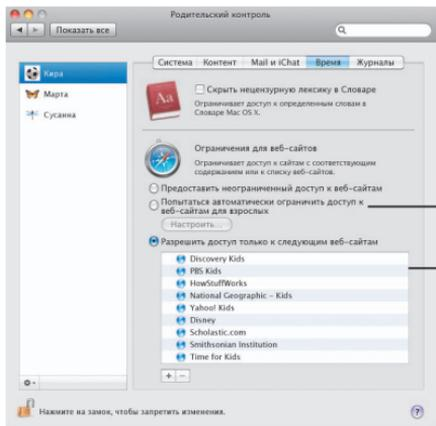 Родительский контроль
Показать все
Система Контент Mail и iChat Время Журналы
Кира
Марта
Сусанна
Aa
Скрыть нецензурную лексику в Словаре
Ограничивает доступ к определенным словам в
Словаре Mac OS X.
Ограничения для веб-сайтов
Ограничивает доступ к сайтам с соответствующим
содержанием или к списку веб-сайтов.
Предоставить неограниченный доступ к веб-сайтам
Попытаться автоматически ограничить доступ к
веб-сайтам для взрослых
Настроить...
Разрешить доступ только к следующим веб-сайтам
Discovery Kids
PBS Kids
HowStuffWorks
National Geographic – Kids
Yahoo! Kids
Disney
Scholastic.com
Smithsonian Institution
Time for Kids
+ −
Нажмите на замок, чтобы запретить изменения.
?